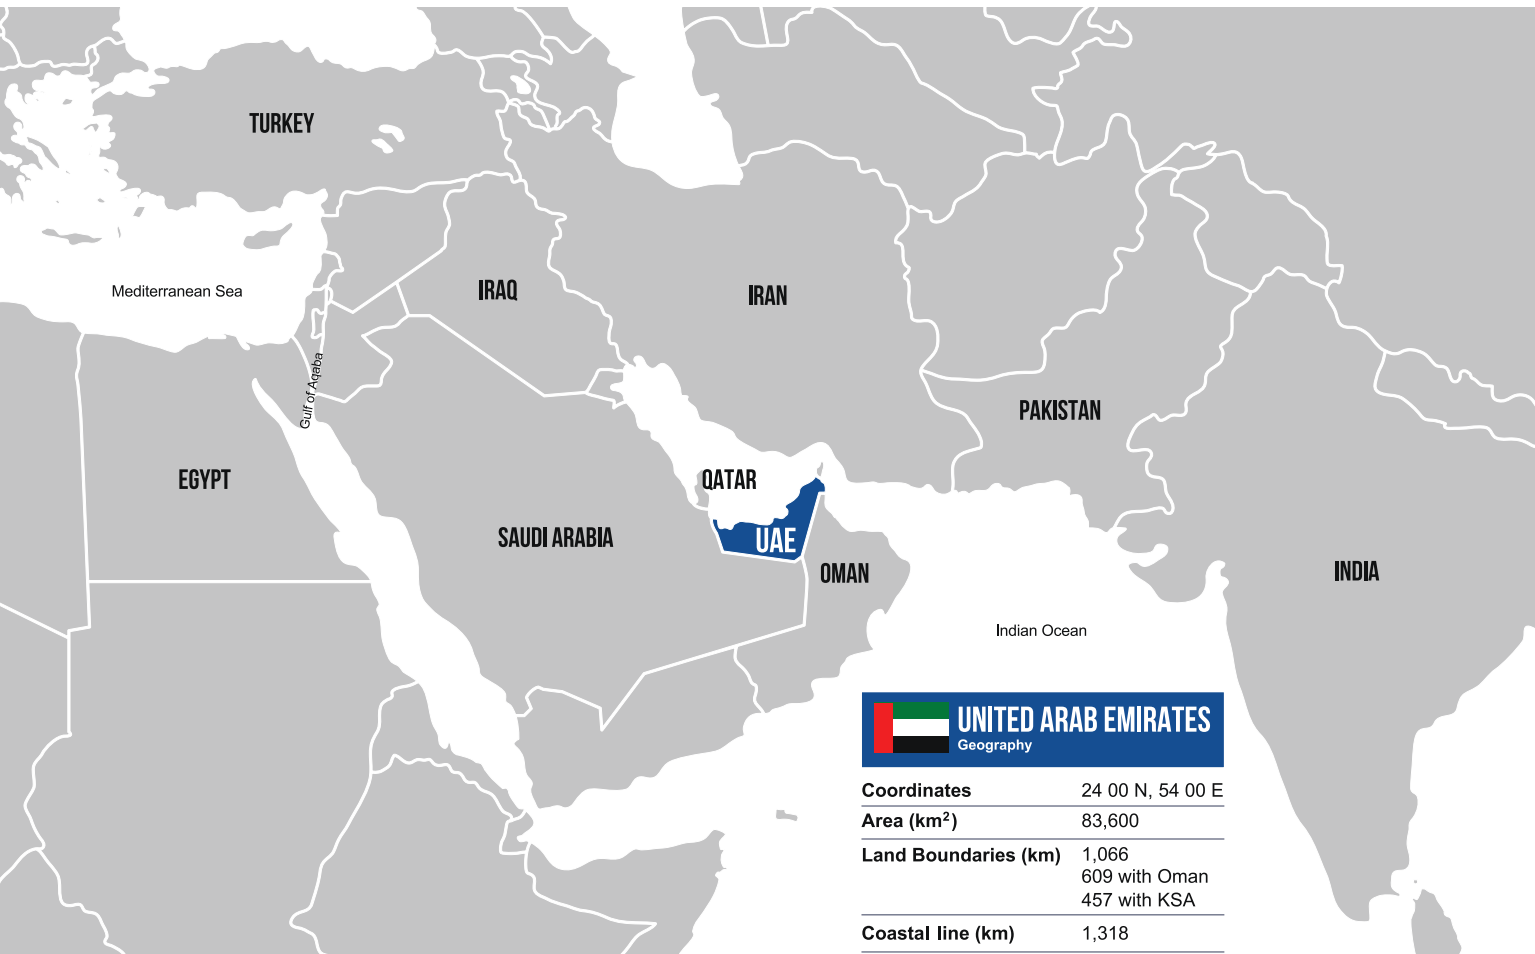 TURKEY
Mediterranean Sea
IRAQ
IRAN
Gulf of Aqaba
PAKISTAN
EGYPT
QATAR
SAUDI ARABIA
UAE
OMAN
INDIA
Indian Ocean
UNITED ARAB EMIRATES
Geography
Coordinates 24 00 N, 54 00 E
Area (km²) 83,600
Land Boundaries (km) 1,066
609 with Oman
457 with KSA
Coastal line (km) 1,318